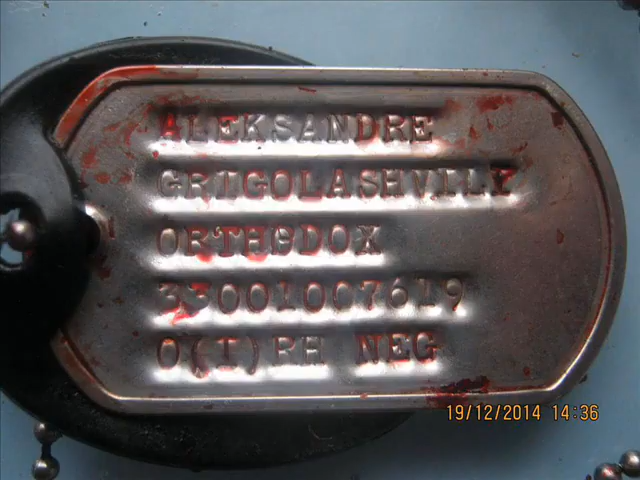 ALEKSANDRE
GRIGOLASHVILI
ORTHODOX
33001007619
O(I)RH NEG
19/12/2014 14:36